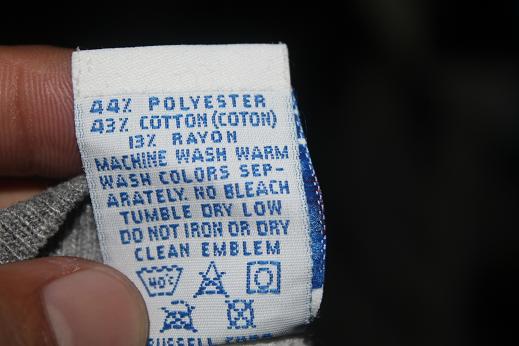 44% POLYESTER
43% COTTON (COTON)
13% RAYON
MACHINE WASH WARM
WASH COLORS SEP-
ARATELY. NO BLEACH
TUMBLE DRY LOW
DO NOT IRON OR DRY
CLEAN EMBLEM
40°